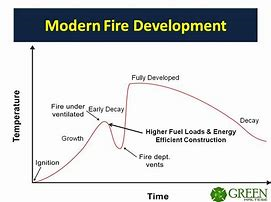 Modern Fire Development
Fully Developed
Fire under
ventilated
Early Decay
Decay
Higher Fuel Loads & Energy
Efficient Construction
Growth
Fire dept.
vents
Ignition
Temperature
Time
GREEN
MALTESE